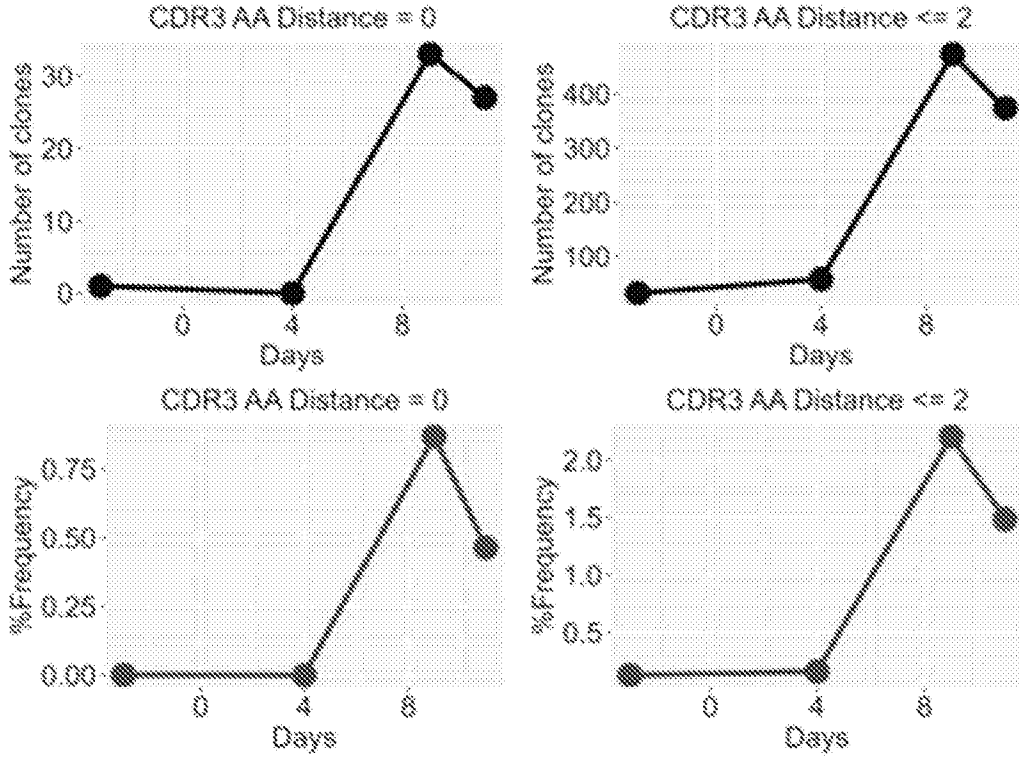 CDR3 AA Distance = 0
Number of clones
30
20
10
0
0 4 8
Days
CDR3 AA Distance <= 2
Number of clones
400
300
200
100
0 4 8
Days
CDR3 AA Distance = 0
%Frequency
0.75
0.50
0.25
0.00
0 4 8
Days
CDR3 AA Distance <= 2
%Frequency
2.0
1.5
1.0
0.5
0 4 8
Days